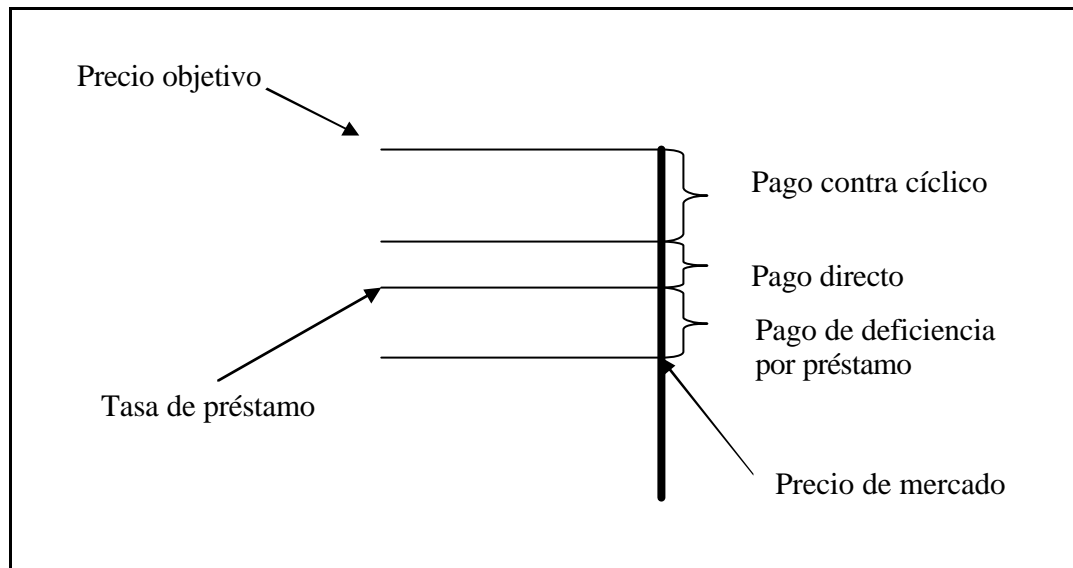 Precio objetivo
Pago contra cíclico
Pago directo
Pago de deficiencia
por préstamo
Tasa de préstamo
Precio de mercado